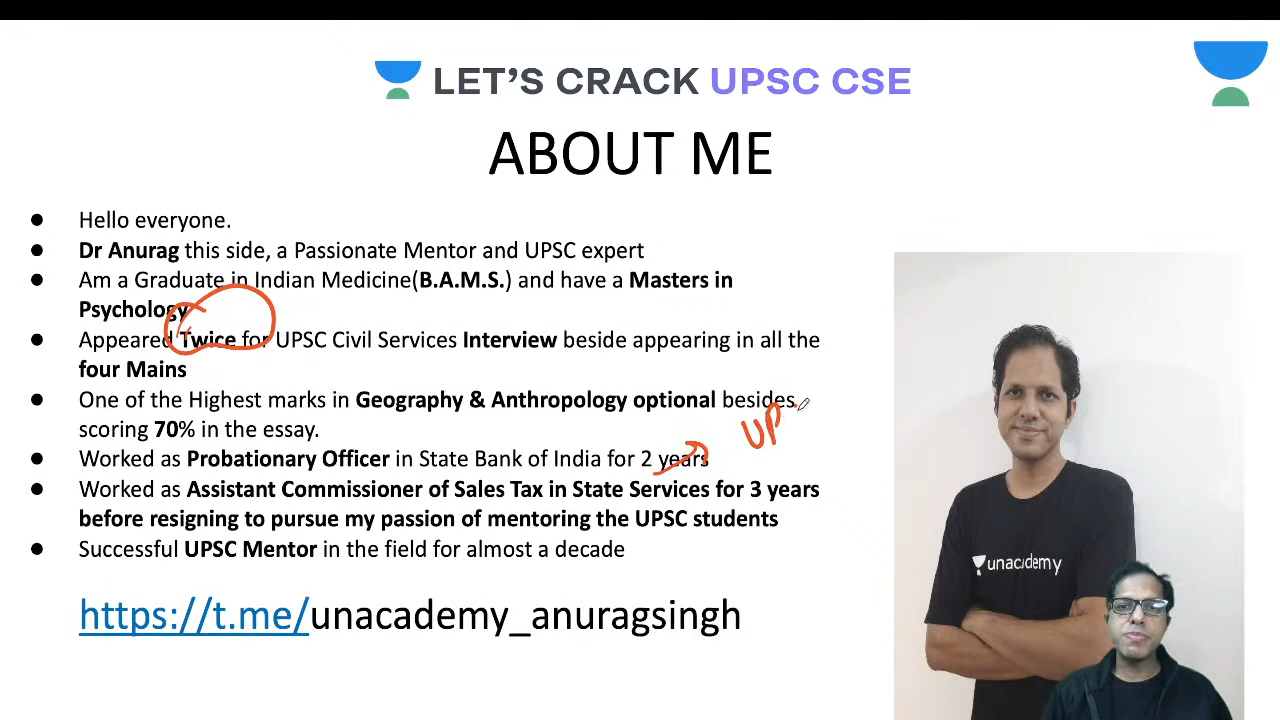 LET'S CRACK UPSC CSE
ABOUT ME
● Hello everyone.
● Dr Anurag this side, a Passionate Mentor and UPSC expert
● Am a Graduate in Indian Medicine(B.A.M.S.) and have a Masters in
Psychology
● Appeared Twice for UPSC Civil Services Interview beside appearing in all the
four Mains
● One of the Highest marks in Geography & Anthropology optional besides
scoring 70% in the essay.
UP
● Worked as Probationary Officer in State Bank of India for 2 years
● Worked as Assistant Commissioner of Sales Tax in State Services for 3 years
before resigning to pursue my passion of mentoring the UPSC students
● Successful UPSC Mentor in the field for almost a decade
https://t.me/unacademy_anuragsingh
unacademy